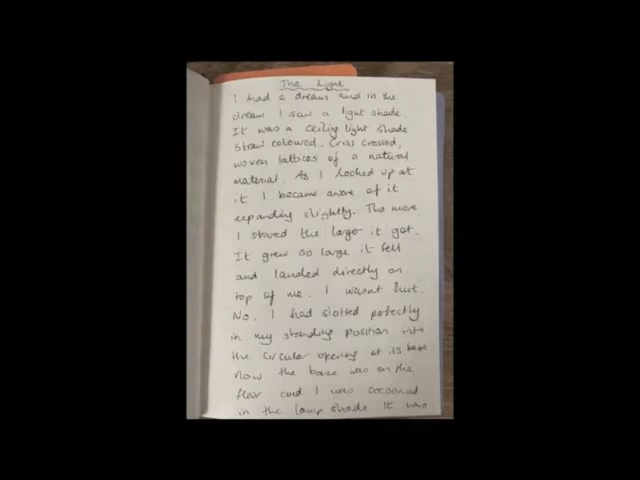 The Light
I had a dream and in the
dream I saw a light shade.
It was a ceiling light shade
straw coloured. Criss crossed,
woven lattices of a natural
material. As I looked up at
it I became aware of it
expanding slightly. The more
I stared the larger it got.
It grew so large it fell
and landed directly on
top of me. I wasnt hurt.
No. I had slotted perfectly
in my standing position into
the circular opening at its base
Now the base was on the
floor and I was cocooned
in the lamp shade It was